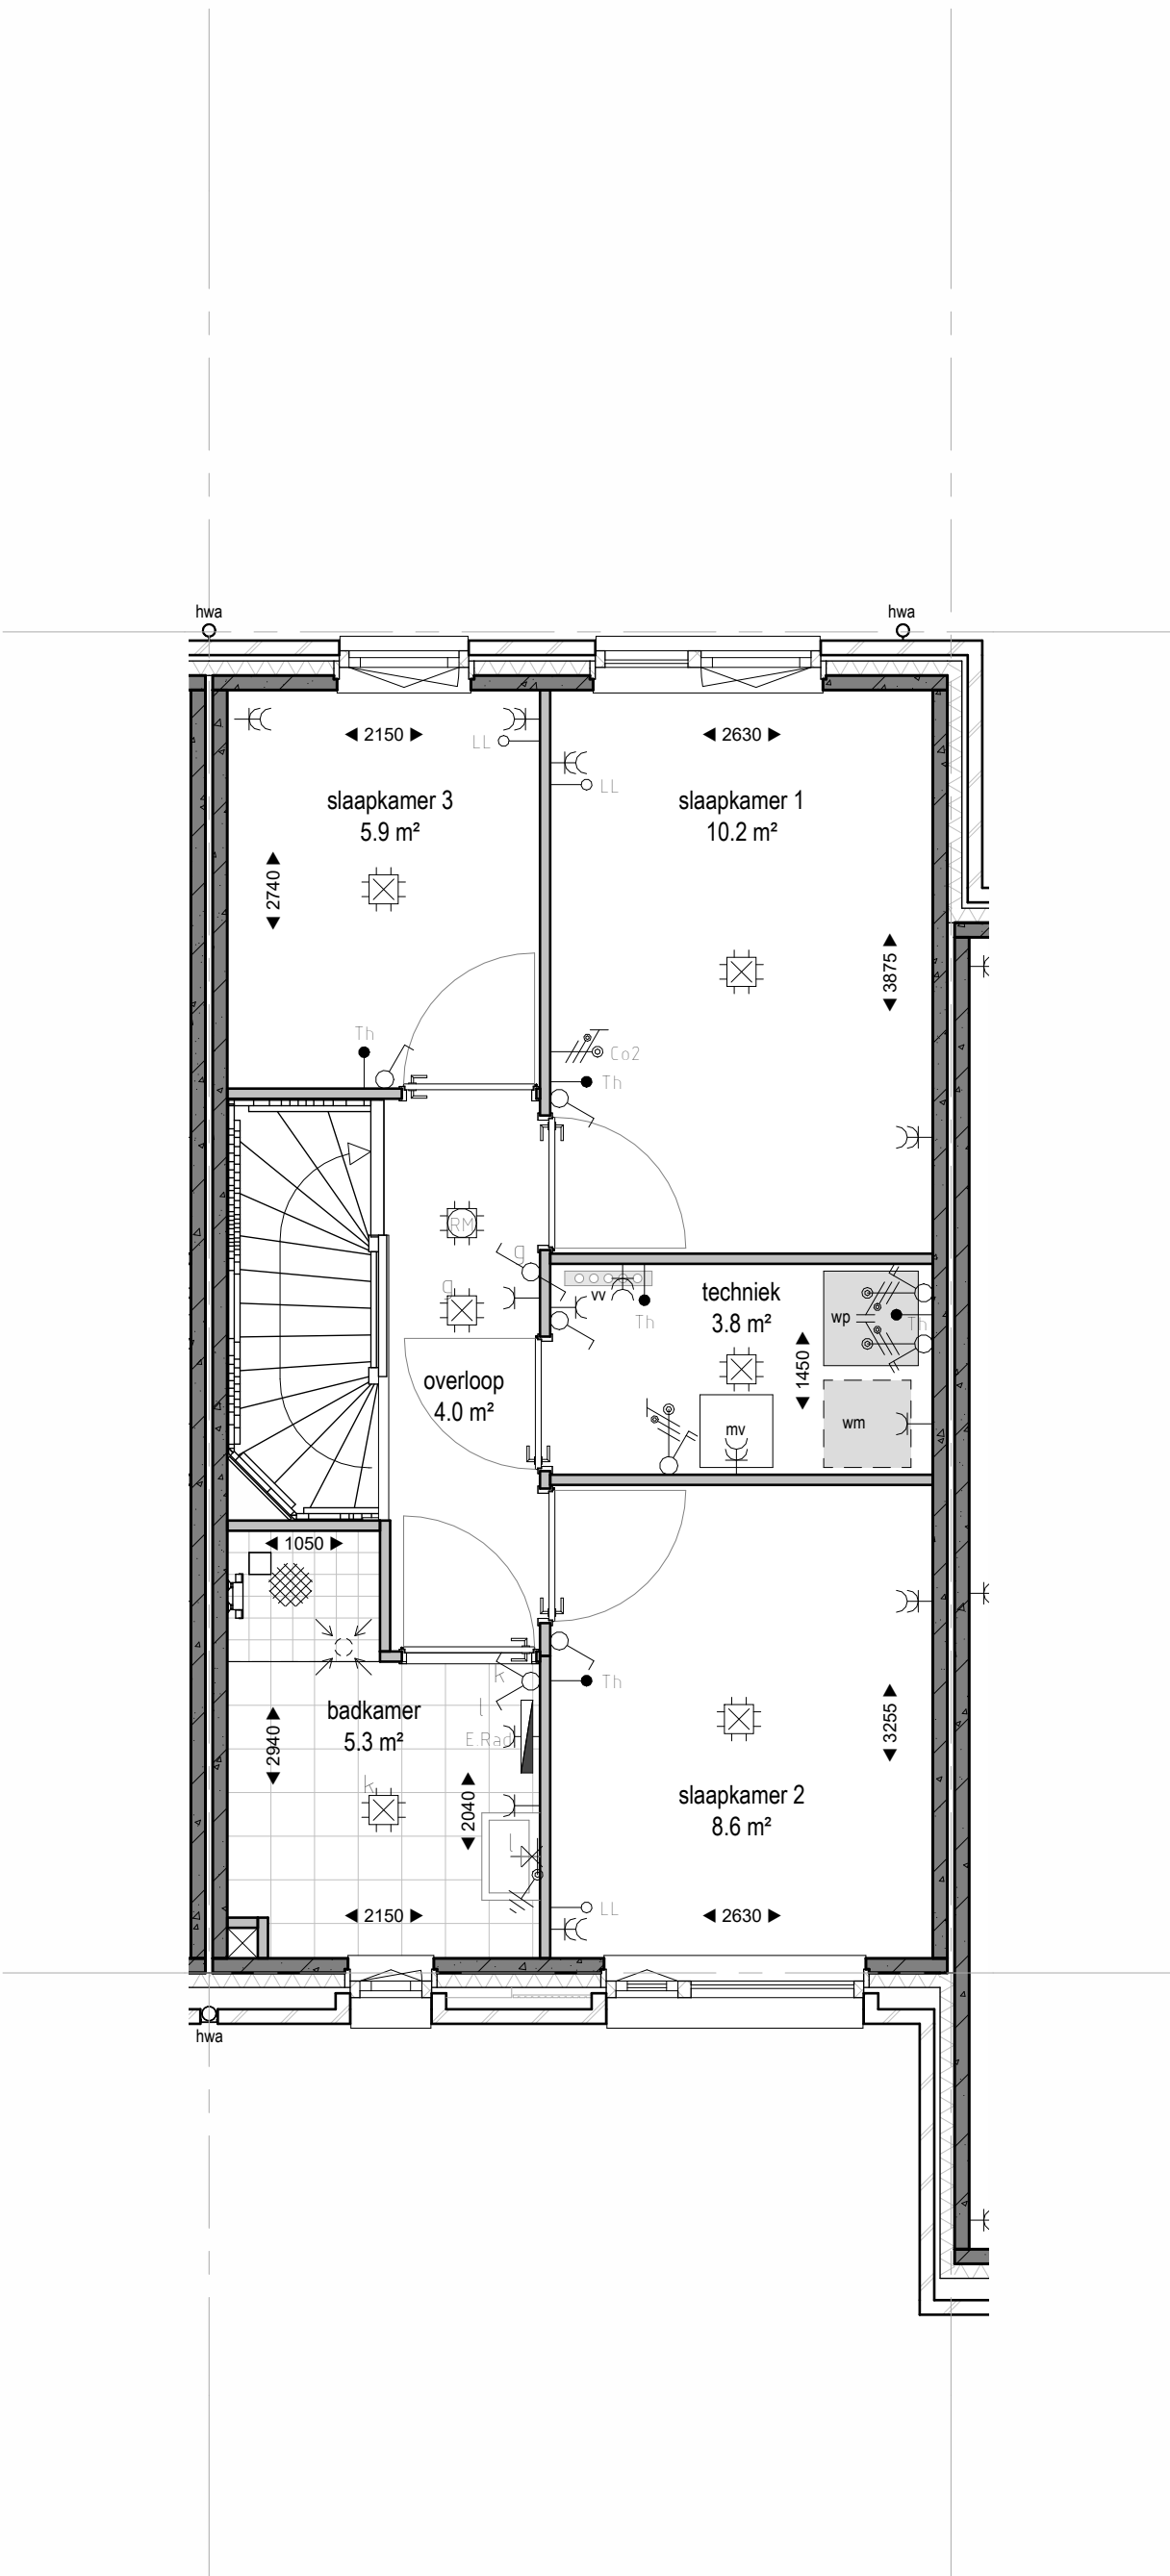 hwa
hwa
2150
2630
LL
LL
slaapkamer 3
5.9 m²
slaapkamer 1
10.2 m²
2740
3875
Th
Co2
Th
RM
g
g
vv
Th
techniek
3.8 m²
wp
Th
1450
overloop
4.0 m²
mv
wm
1050
k
Th
l
badkamer
5.3 m²
E.Rad
2940
3255
k
2040
slaapkamer 2
8.6 m²
l
LL
2150
2630
hwa